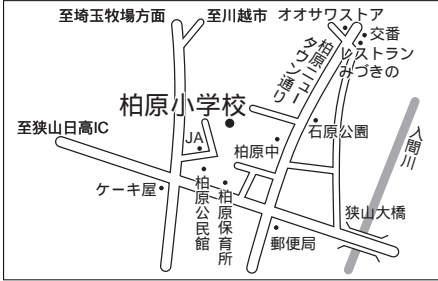 至埼玉牧場方面
至川越市
オオサワストア
交番
レストラン
みづきの
柏原ニュー
タウン通り
柏原小学校
至狭山日高IC
JA
柏原中
石原公園
入間川
ケーキ屋
柏原公民館
柏原保育所
狭山大橋
郵便局